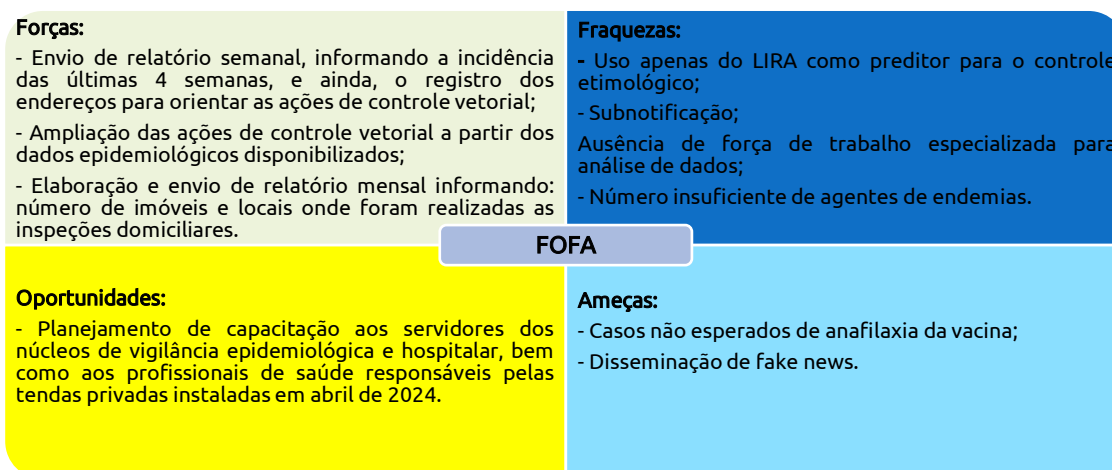 Forças:
- Envio de relatório semanal, informando a incidência
das últimas 4 semanas, e ainda, o registro dos
endereços para orientar as ações de controle vetorial;
- Ampliação das ações de controle vetorial a partir dos
dados epidemiológicos disponibilizados;
- Elaboração e envio de relatório mensal informando:
número de imóveis e locais onde foram realizadas as
inspeções domiciliares.
Fraquezas:
- Uso apenas do LIRA como preditor para o controle
etimológico;
- Subnotificação;
Ausência de força de trabalho especializada para
análise de dados;
- Número insuficiente de agentes de endemias.
FOFA
Oportunidades:
- Planejamento de capacitação aos servidores dos
núcleos de vigilância epidemiológica e hospitalar, bem
como aos profissionais de saúde responsáveis pelas
tendas privadas instaladas em abril de 2024.
Ameças:
- Casos não esperados de anafilaxia da vacina;
- Disseminação de fake news.